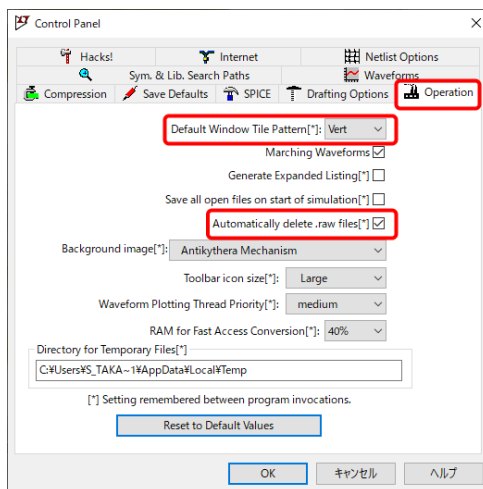 Control Panel
Hacks!
Internet
Netlist Options
Sym. & Lib. Search Paths
Waveforms
Compression
Save Defaults
SPICE
Drafting Options
Operation
Default Window Tile Pattern[*]: Vert
Marching Waveforms
Generate Expanded Listing[*]
Save all open files on start of simulation[*]
Automatically delete .raw files[*]
Background image[*]: Antikythera Mechanism
Toolbar icon size[*]: Large
Waveform Plotting Thread Priority[*]: medium
RAM for Fast Access Conversion[*]: 40%
Directory for Temporary Files[*]
C:¥Users¥S_TAKA~1¥AppData¥Local¥Temp
[*] Setting remembered between program invocations.
Reset to Default Values
OK
キャンセル
ヘルプ